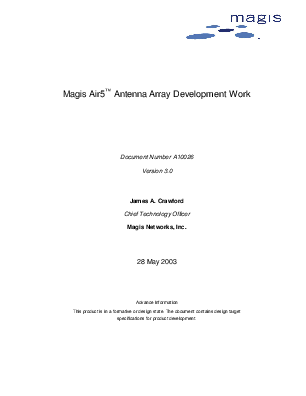 magis
Magis Air5™ Antenna Array Development Work
Document Number A10026
Version 3.0
James A. Crawford
Chief Technology Officer
Magis Networks, Inc.
28 May 2003
Advance Information
This product is in a formative or design state. The document contains design target
specifications for product development.